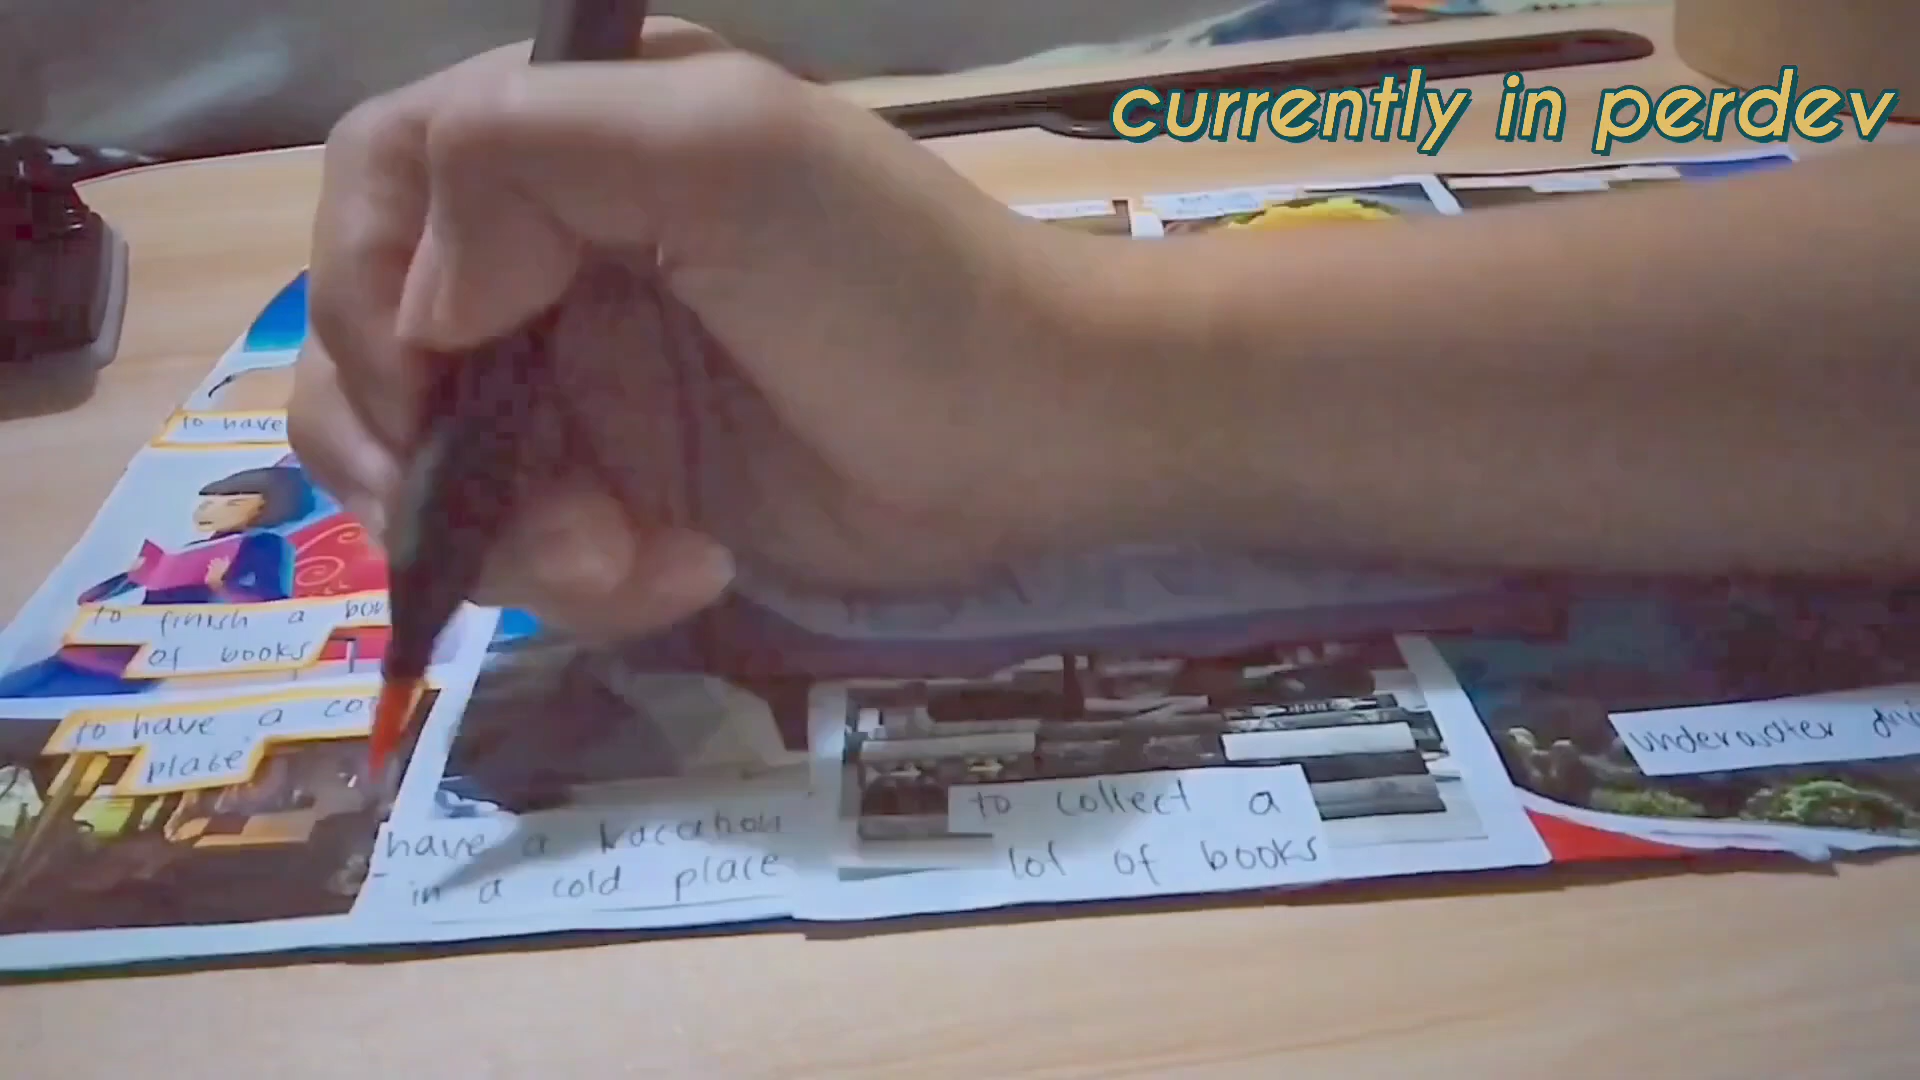 currently in perdev
to have
to finish a
of books
to have a
place
have a vacation
in a cold place
to collect a
lol of books
underwater